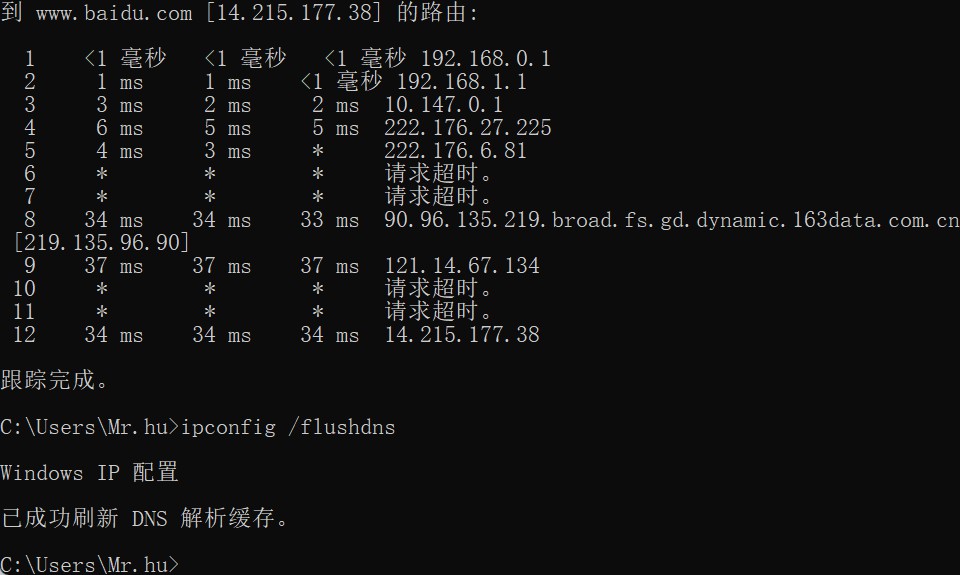 到 www.baidu.com [14.215.177.38] 的路由:
1 <1 毫秒 <1 毫秒 <1 毫秒 192.168.0.1
2 1 ms 1 ms <1 毫秒 192.168.1.1
3 3 ms 2 ms 2 ms 10.147.0.1
4 6 ms 5 ms 5 ms 222.176.27.225
5 4 ms 3 ms * 222.176.6.81
6 * * * 请求超时。
7 * * * 请求超时。
8 34 ms 34 ms 33 ms 90.96.135.219.broad.fs.gd.dynamic.163data.com.cn
[219.135.96.90]
9 37 ms 37 ms 37 ms 121.14.67.134
10 * * * 请求超时。
11 * * * 请求超时。
12 34 ms 34 ms 34 ms 14.215.177.38
跟踪完成。
C:\Users\Mr.hu>ipconfig /flushdns
Windows IP 配置
已成功刷新 DNS 解析缓存。
C:\Users\Mr.hu>